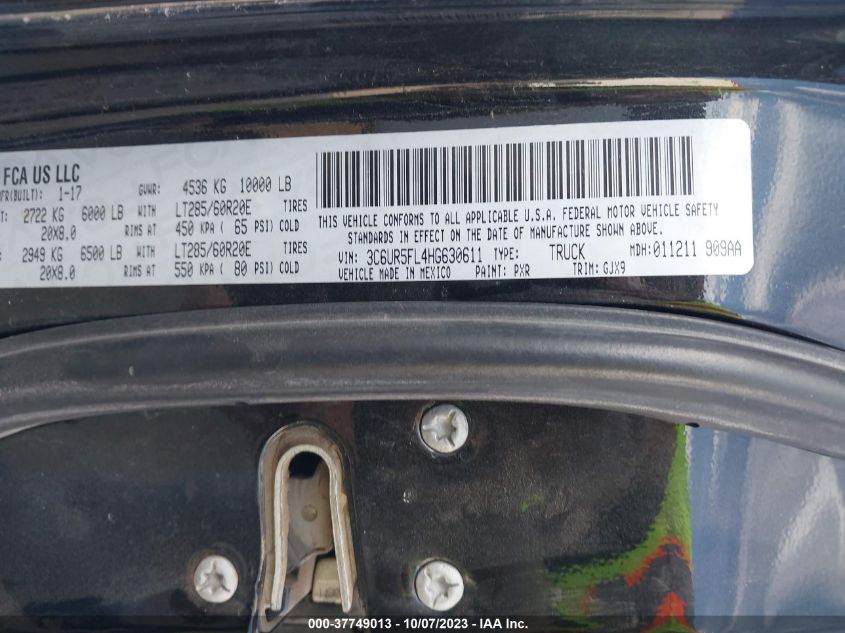 FCA US LLC
FR(BUILT): 1-17 GVWR: 4536 KG 10000 LB
T: 2722 KG 6000 LB WITH LT285/60R20E TIRES
20X8.0 RIMS AT 450 KPA ( 65 PSI) COLD
2949 KG 6500 LB WITH LT285/60R20E TIRES
20X8.0 RIMS AT 550 KPA ( 80 PSI) COLD
THIS VEHICLE CONFORMS TO ALL APPLICABLE U.S.A. FEDERAL MOTOR VEHICLE SAFETY
STANDARDS IN EFFECT ON THE DATE OF MANUFACTURE SHOWN ABOVE.
VIN: 3C6UR5FL4HG630611 TYPE: TRUCK MDH: 011211 909AA
VEHICLE MADE IN MEXICO PAINT: PXR TRIM: GJX9
000-37749013 - 10/07/2023 - IAA Inc.